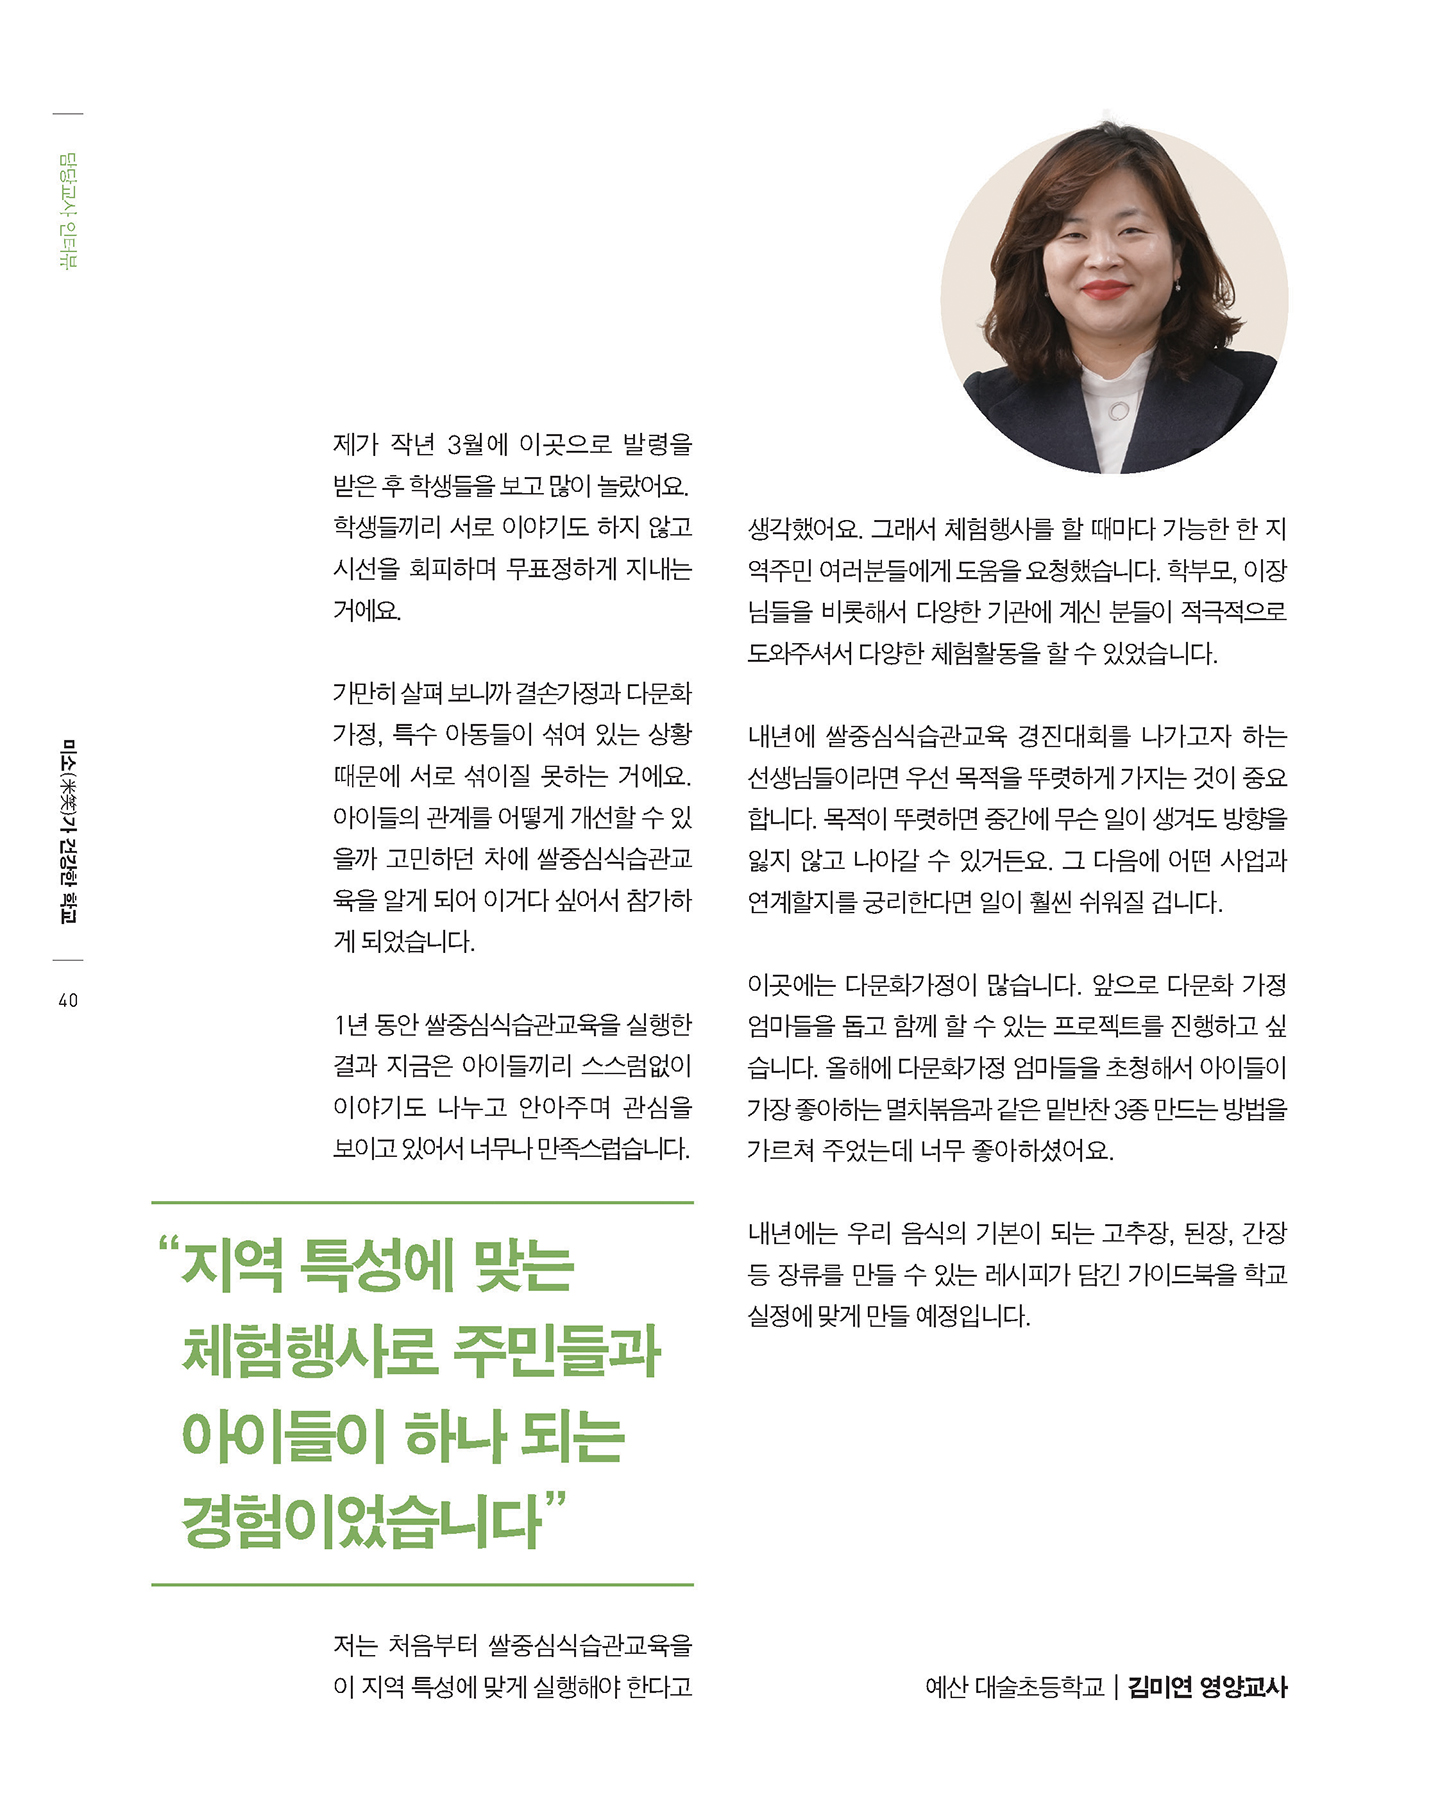 담당교사 인터뷰
미소(米笑)가 건강한 학교
40
제가 작년 3월에 이곳으로 발령을
받은 후 학생들을 보고 많이 놀랐어요.
학생들끼리 서로 이야기도 하지 않고
시선을 회피하며 무표정하게 지내는
거에요.
가만히 살펴 보니까 결손가정과 다문화
가정, 특수 아동들이 섞여 있는 상황
때문에 서로 섞이질 못하는 거에요.
아이들의 관계를 어떻게 개선할 수 있
을까 고민하던 차에 쌀중심식습관교
육을 알게 되어 이거다 싶어서 참가하
게 되었습니다.
1년 동안 쌀중심식습관교육을 실행한
결과 지금은 아이들끼리 스스럼없이
이야기도 나누고 안아주며 관심을
보이고 있어서 너무나 만족스럽습니다.
“지역 특성에 맞는
체험행사로 주민들과
아이들이 하나 되는
경험이었습니다”
저는 처음부터 쌀중심식습관교육을
이 지역 특성에 맞게 실행해야 한다고
생각했어요. 그래서 체험행사를 할 때마다 가능한 한 지
역주민 여러분들에게 도움을 요청했습니다. 학부모, 이장
님들을 비롯해서 다양한 기관에 계신 분들이 적극적으로
도와주셔서 다양한 체험활동을 할 수 있었습니다.
내년에 쌀중심식습관교육 경진대회를 나가고자 하는
선생님들이라면 우선 목적을 뚜렷하게 가지는 것이 중요
합니다. 목적이 뚜렷하면 중간에 무슨 일이 생겨도 방향을
잃지 않고 나아갈 수 있거든요. 그 다음에 어떤 사업과
연계할지를 궁리한다면 일이 훨씬 쉬워질 겁니다.
이곳에는 다문화가정이 많습니다. 앞으로 다문화 가정
엄마들을 돕고 함께 할 수 있는 프로젝트를 진행하고 싶
습니다. 올해에 다문화가정 엄마들을 초청해서 아이들이
가장 좋아하는 멸치볶음과 같은 밑반찬 3종 만드는 방법을
가르쳐 주었는데 너무 좋아하셨어요.
내년에는 우리 음식의 기본이 되는 고추장, 된장, 간장
등 장류를 만들 수 있는 레시피가 담긴 가이드북을 학교
실정에 맞게 만들 예정입니다.
예산 대술초등학교 | 김미연 영양교사